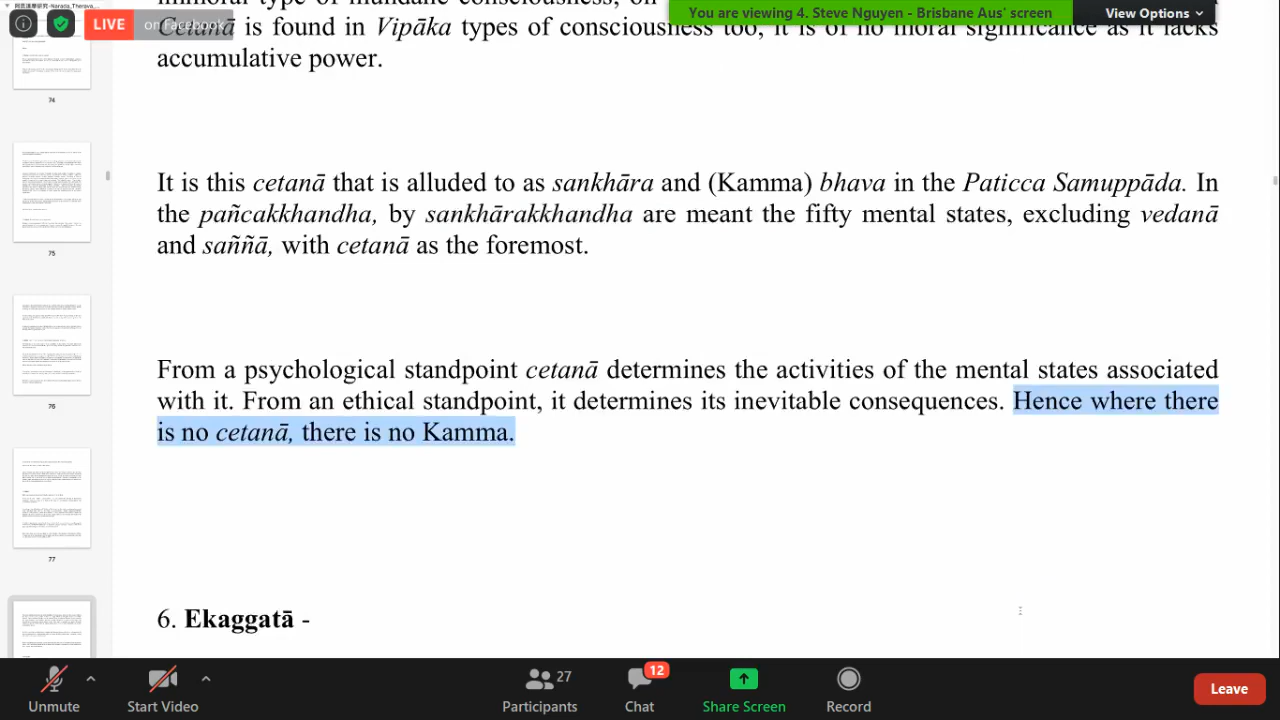 LIVE on Facebook
You are viewing 4. Steve Nguyen - Brisbane Aus' screen
View Options
Cetanā is found in Vipāka types of consciousness too, it is of no moral significance as it lacks
accumulative power.
It is this cetanā that is alluded to as sankhāra and (Kamma) bhava in the Paticca Samuppāda. In
the pañcakkhandha, by sankhārakkhandha are meant the fifty mental states, excluding vedanā
and saññā, with cetanā as the foremost.
From a psychological standpoint cetanā determines the activities of the mental states associated
with it. From an ethical standpoint, it determines its inevitable consequences. Hence where there
is no cetanā, there is no Kamma.
6. Ekaggatā -
74
75
76
77
Unmute
Start Video
27
Participants
12
Chat
Share Screen
Record
Leave